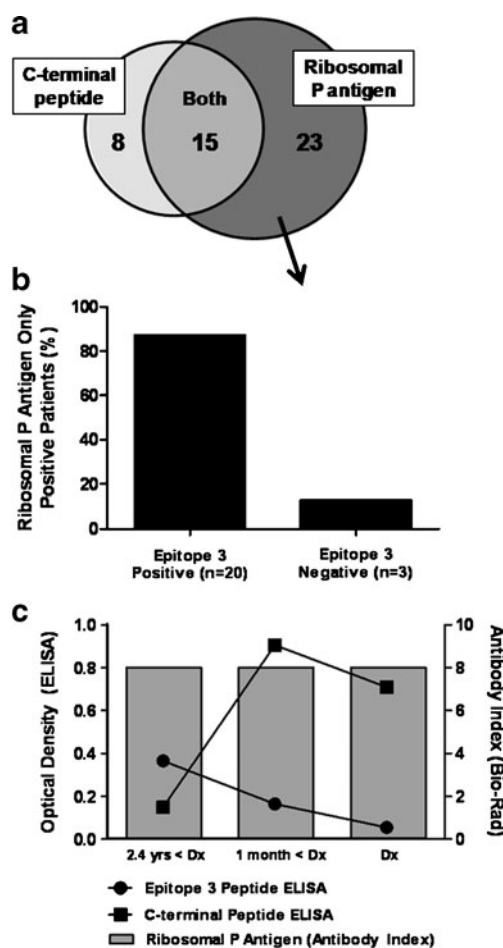 a
C-terminal
peptide
Ribosomal
P antigen
Both
8
15
23
b
Ribosomal P Antigen Only
Positive Patients (%)
100
80
60
40
20
0
Epitope 3
Positive (n=20)
Epitope 3
Negative (n=3)
c
Optical Density (ELISA)
1.0
0.8
0.6
0.4
0.2
0.0
10
8
6
4
2
0
Antibody Index
(Bio-Rad)
2.4 yrs < Dx
1 month < Dx
Dx
Epitope 3 Peptide ELISA
C-terminal Peptide ELISA
Ribosomal P Antigen (Antibody Index)